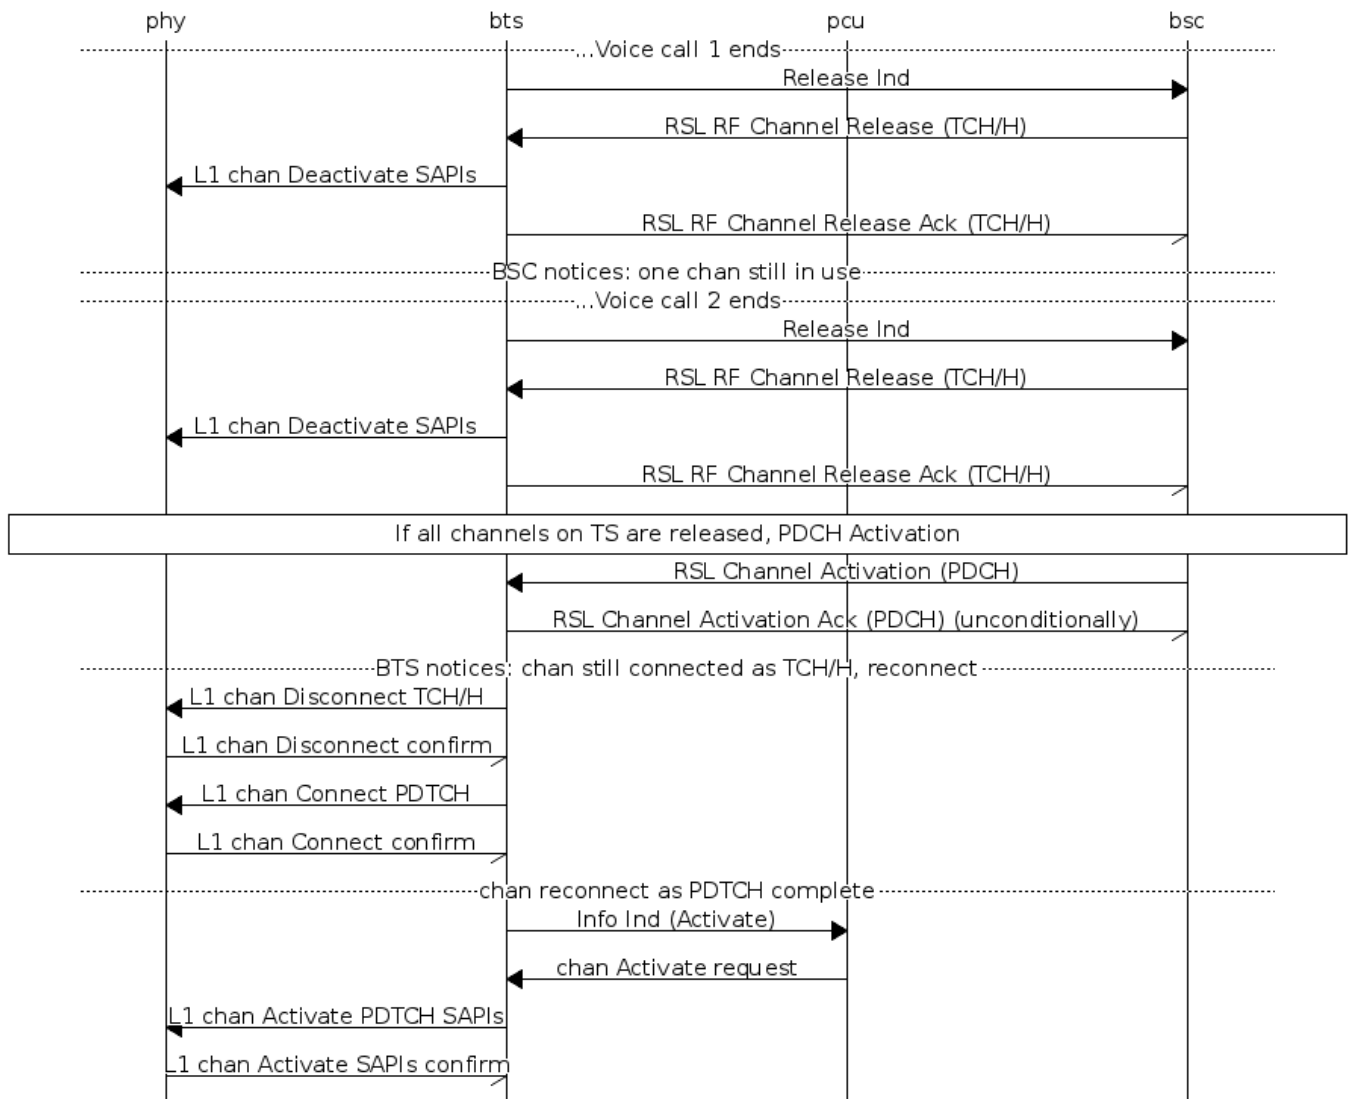 phy bts pcu bsc
...Voice call 1 ends
Release Ind
RSL RF Channel Release (TCH/H)
L1 chan Deactivate SAPIs
RSL RF Channel Release Ack (TCH/H)
BSC notices: one chan still in use
...Voice call 2 ends
Release Ind
RSL RF Channel Release (TCH/H)
L1 chan Deactivate SAPIs
RSL RF Channel Release Ack (TCH/H)
If all channels on TS are released, PDCH Activation
RSL Channel Activation (PDCH)
RSL Channel Activation Ack (PDCH) (unconditionally)
BTS notices: chan still connected as TCH/H, reconnect
L1 chan Disconnect TCH/H
L1 chan Disconnect confirm
L1 chan Connect PDTCH
L1 chan Connect confirm
chan reconnect as PDTCH complete
Info Ind (Activate)
chan Activate request
L1 chan Activate PDTCH SAPIs
L1 chan Activate SAPIs confirm